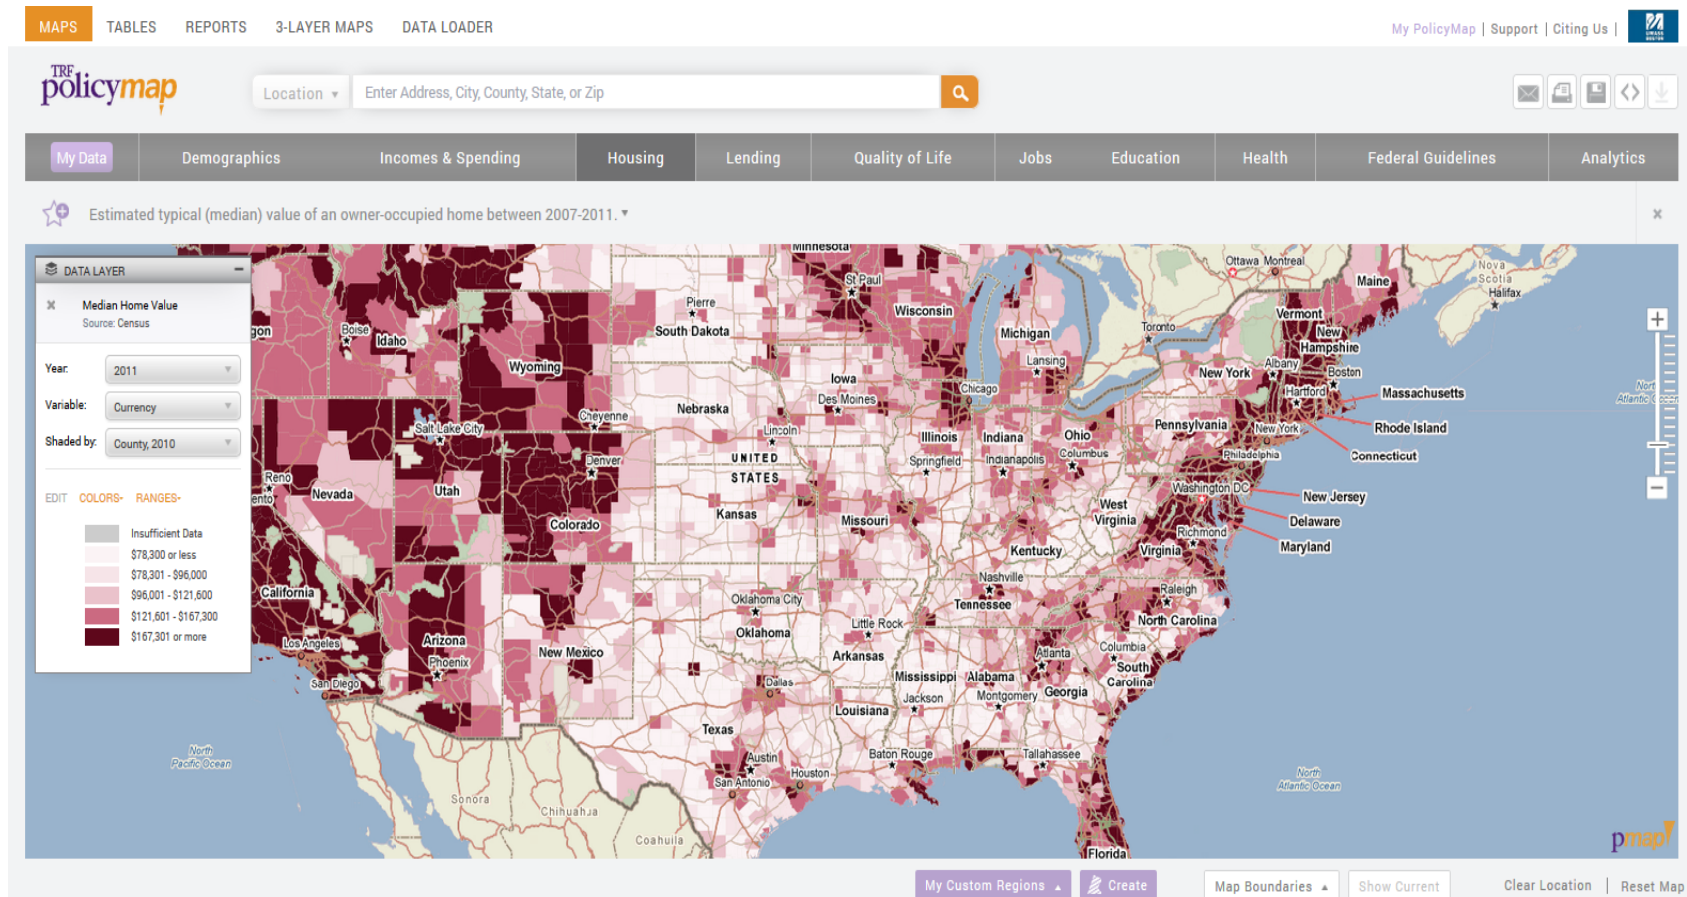 MAPS TABLES REPORTS 3-LAYER MAPS DATA LOADER
My PolicyMap | Support | Citing Us |
UMASS
BOSTON
TRF
policymap
Location
Enter Address, City, County, State, or Zip
My Data Demographics Incomes & Spending Housing Lending Quality of Life Jobs Education Health Federal Guidelines Analytics
Estimated typical (median) value of an owner-occupied home between 2007-2011.
DATA LAYER
Median Home Value
Source: Census
Year: 2011
Variable: Currency
Shaded by: County, 2010
EDIT COLORS RANGES
Insufficient Data
$78,300 or less
$78,301 - $96,000
$96,001 - $121,600
$121,601 - $167,300
$167,301 or more
Minnesota
Ottawa Montreal
Nova
Scotia
Halifax
St Paul
Maine
Pierre
Wisconsin
Vermont
South Dakota
gon
Boise
Idaho
Michigan
Toronto
New
Hampshire
Wyoming
Lansing
Albany
New York
Boston
Iowa
Chicago
Des Moines
Hartford
Massachusetts
Nebraska
Cheyenne
Salt Lake City
Lincoln
Illinois
Indiana
Ohio
Pennsylvania
New York
Rhode Island
UNITED
STATES
Denver
Springfield
Indianapolis
Columbus
Philadelphia
Connecticut
Reno
ento
Nevada
Utah
Washington DC
New Jersey
Colorado
Kansas
Missouri
West
Virginia
Delaware
Richmond
Kentucky
Virginia
Maryland
Nashville
California
Oklahoma City
Tennessee
Raleigh
North Carolina
Los Angeles
Arizona
Phoenix
New Mexico
Oklahoma
Little Rock
Arkansas
Atlanta
Columbia
South
Carolina
San Diego
Dallas
Mississippi
Alabama
Jackson
Montgomery
Georgia
Louisiana
Texas
North
Pacific Ocean
Austin
Houston
San Antonio
Baton Rouge
Tallahassee
North
Atlantic Ocean
Sonora
Chihuahua
Coahuila
Florida
pmap
My Custom Regions Create Map Boundaries Show Current Clear Location | Reset Map